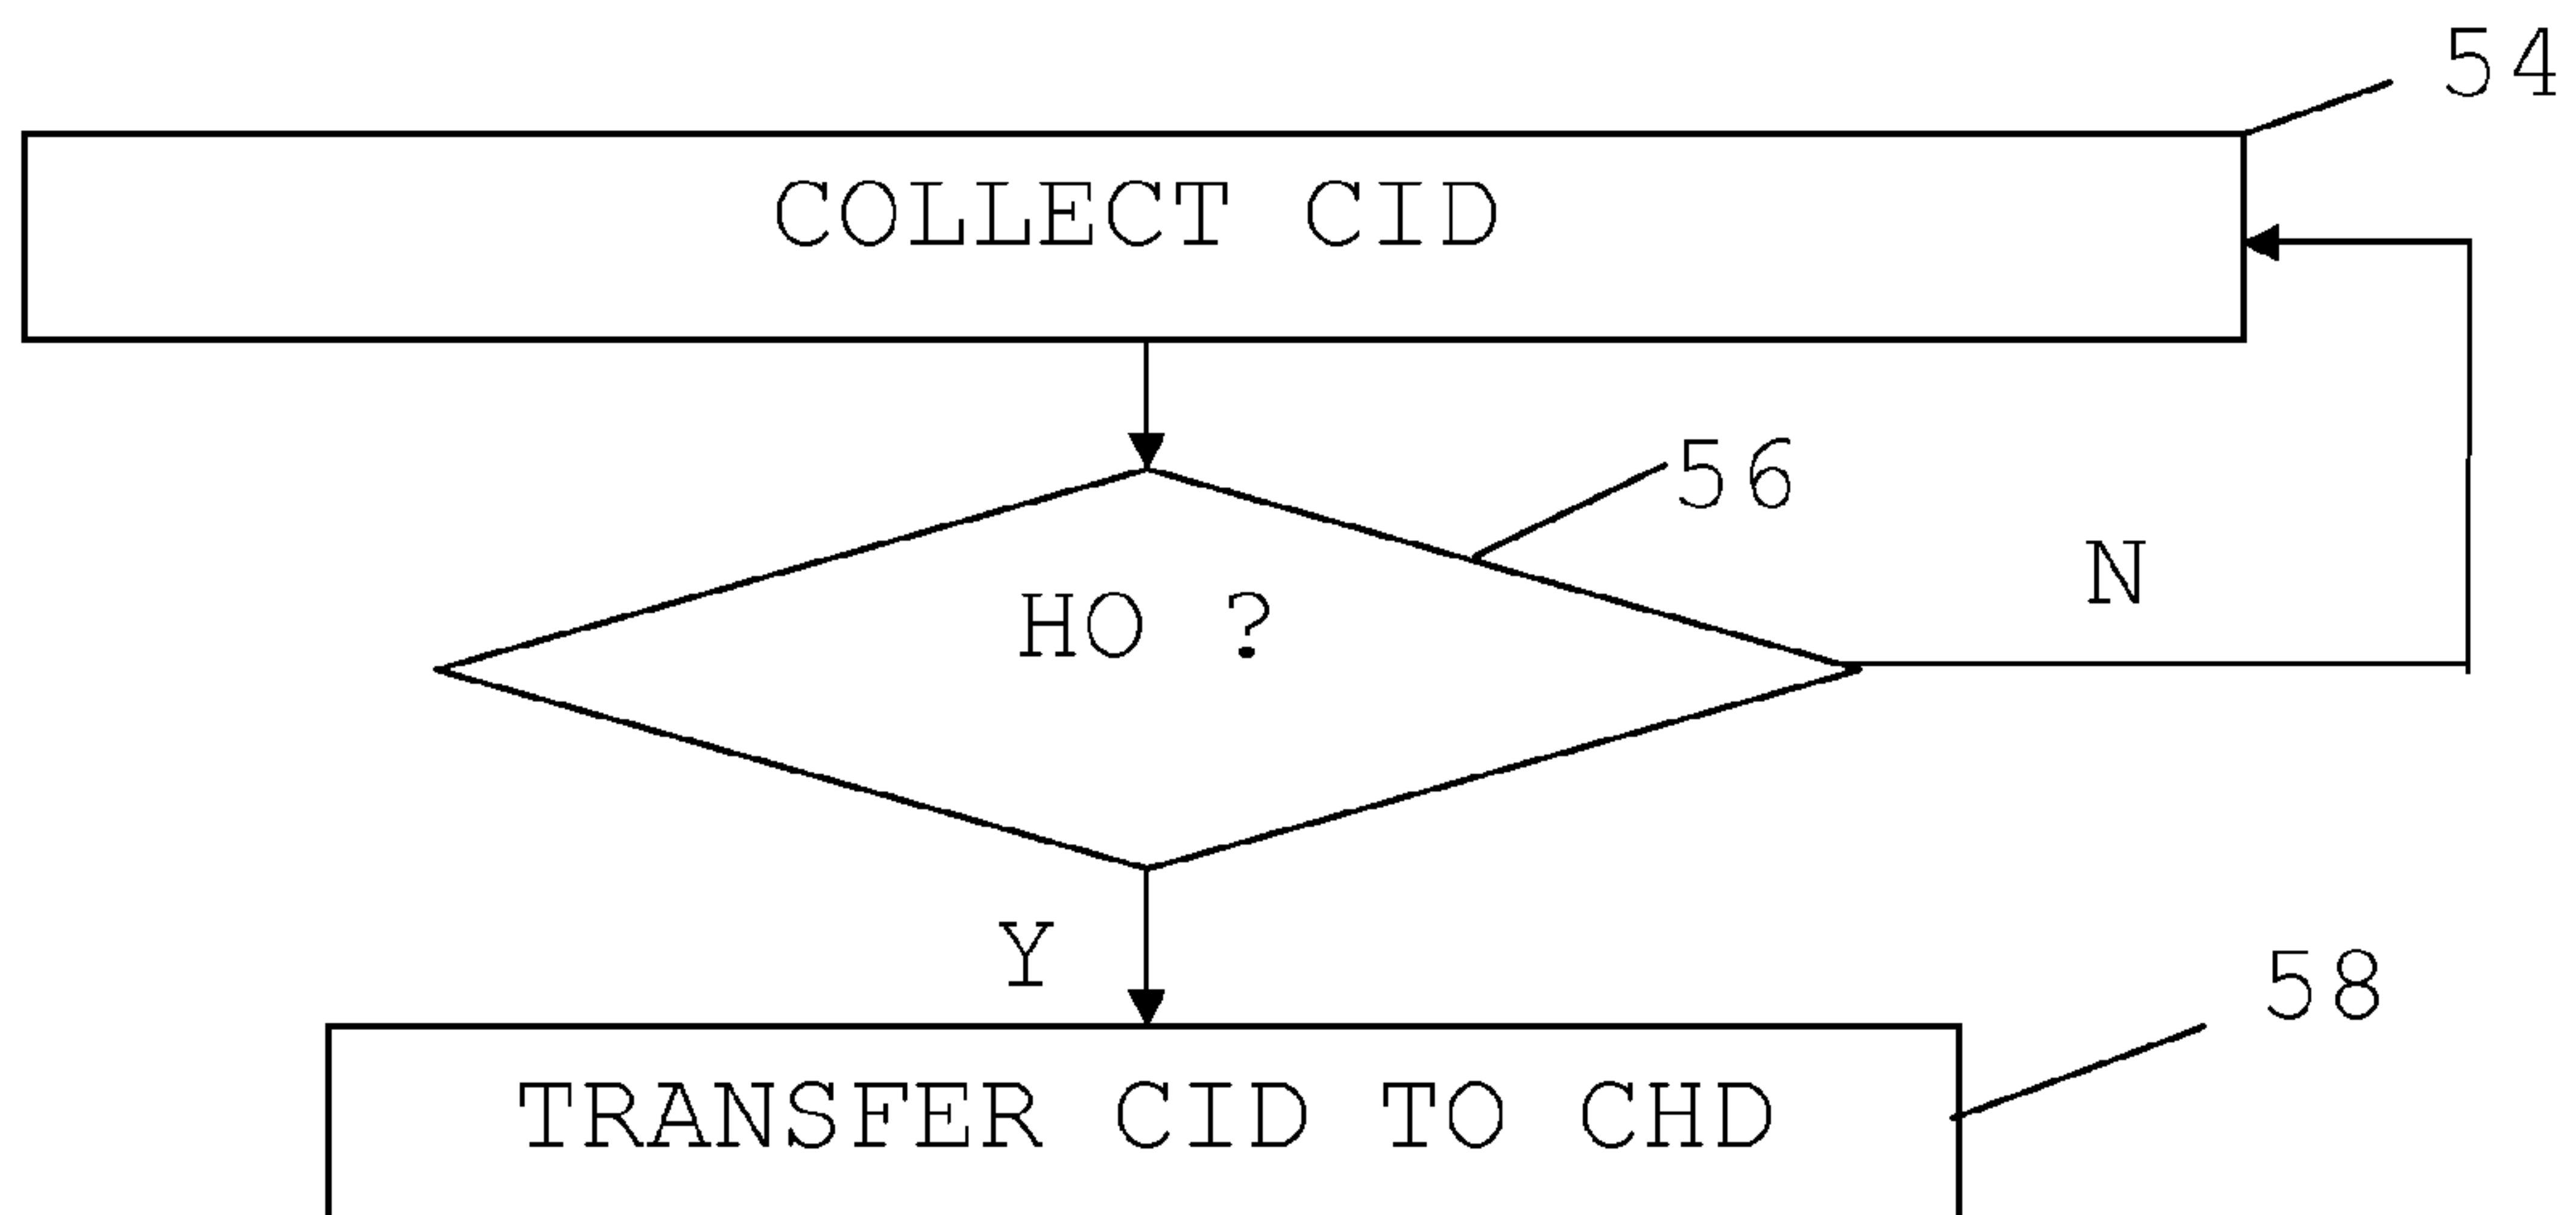 54
COLLECT CID
56
N
HO ?
Y
58
TRANSFER CID TO CHD